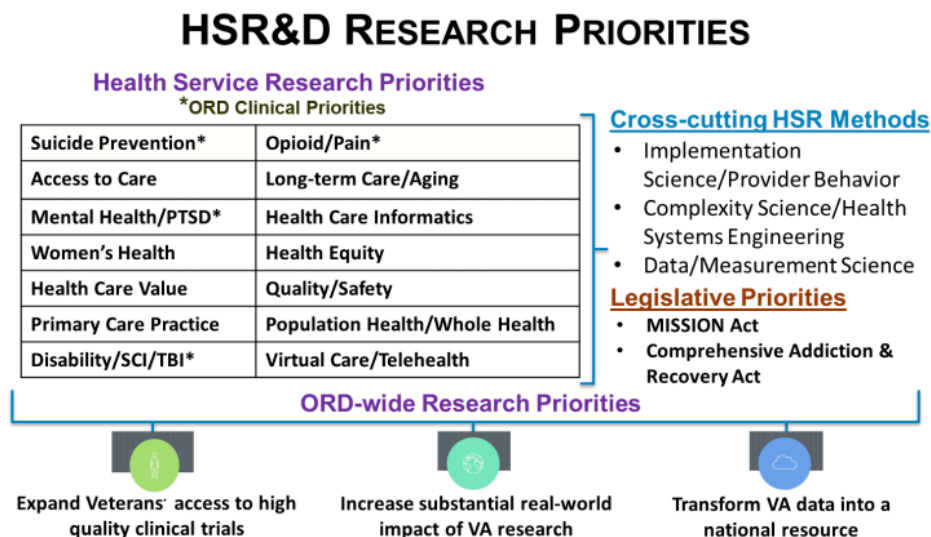 HSR&D RESEARCH PRIORITIES
Health Service Research Priorities
*ORD Clinical Priorities
Suicide Prevention* Opioid/Pain*
Access to Care Long-term Care/Aging
Mental Health/PTSD* Health Care Informatics
Women's Health Health Equity
Health Care Value Quality/Safety
Primary Care Practice Population Health/Whole Health
Disability/SCI/TBI* Virtual Care/Telehealth
Cross-cutting HSR Methods
• Implementation
Science/Provider Behavior
• Complexity Science/Health
Systems Engineering
• Data/Measurement Science
Legislative Priorities
• MISSION Act
• Comprehensive Addiction &
Recovery Act
ORD-wide Research Priorities
Expand Veterans' access to high
quality clinical trials
Increase substantial real-world
impact of VA research
Transform VA data into a
national resource